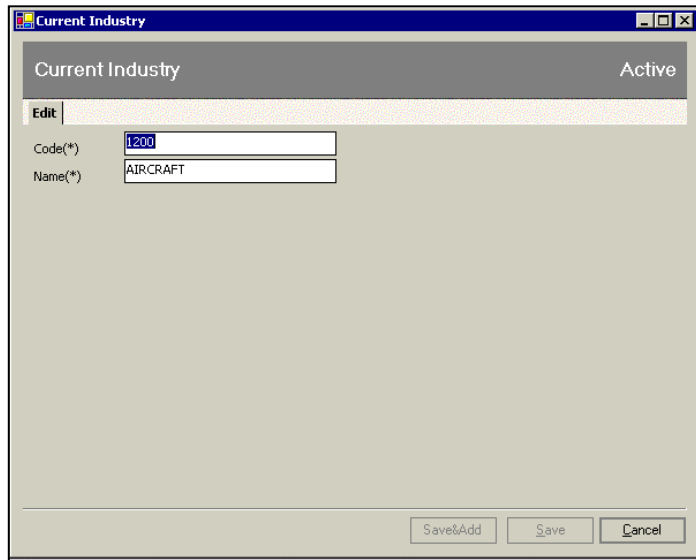 Current Industry
Current Industry Active
Edit
Code(*) 1200
Name(*) AIRCRAFT
Save&Add Save Cancel